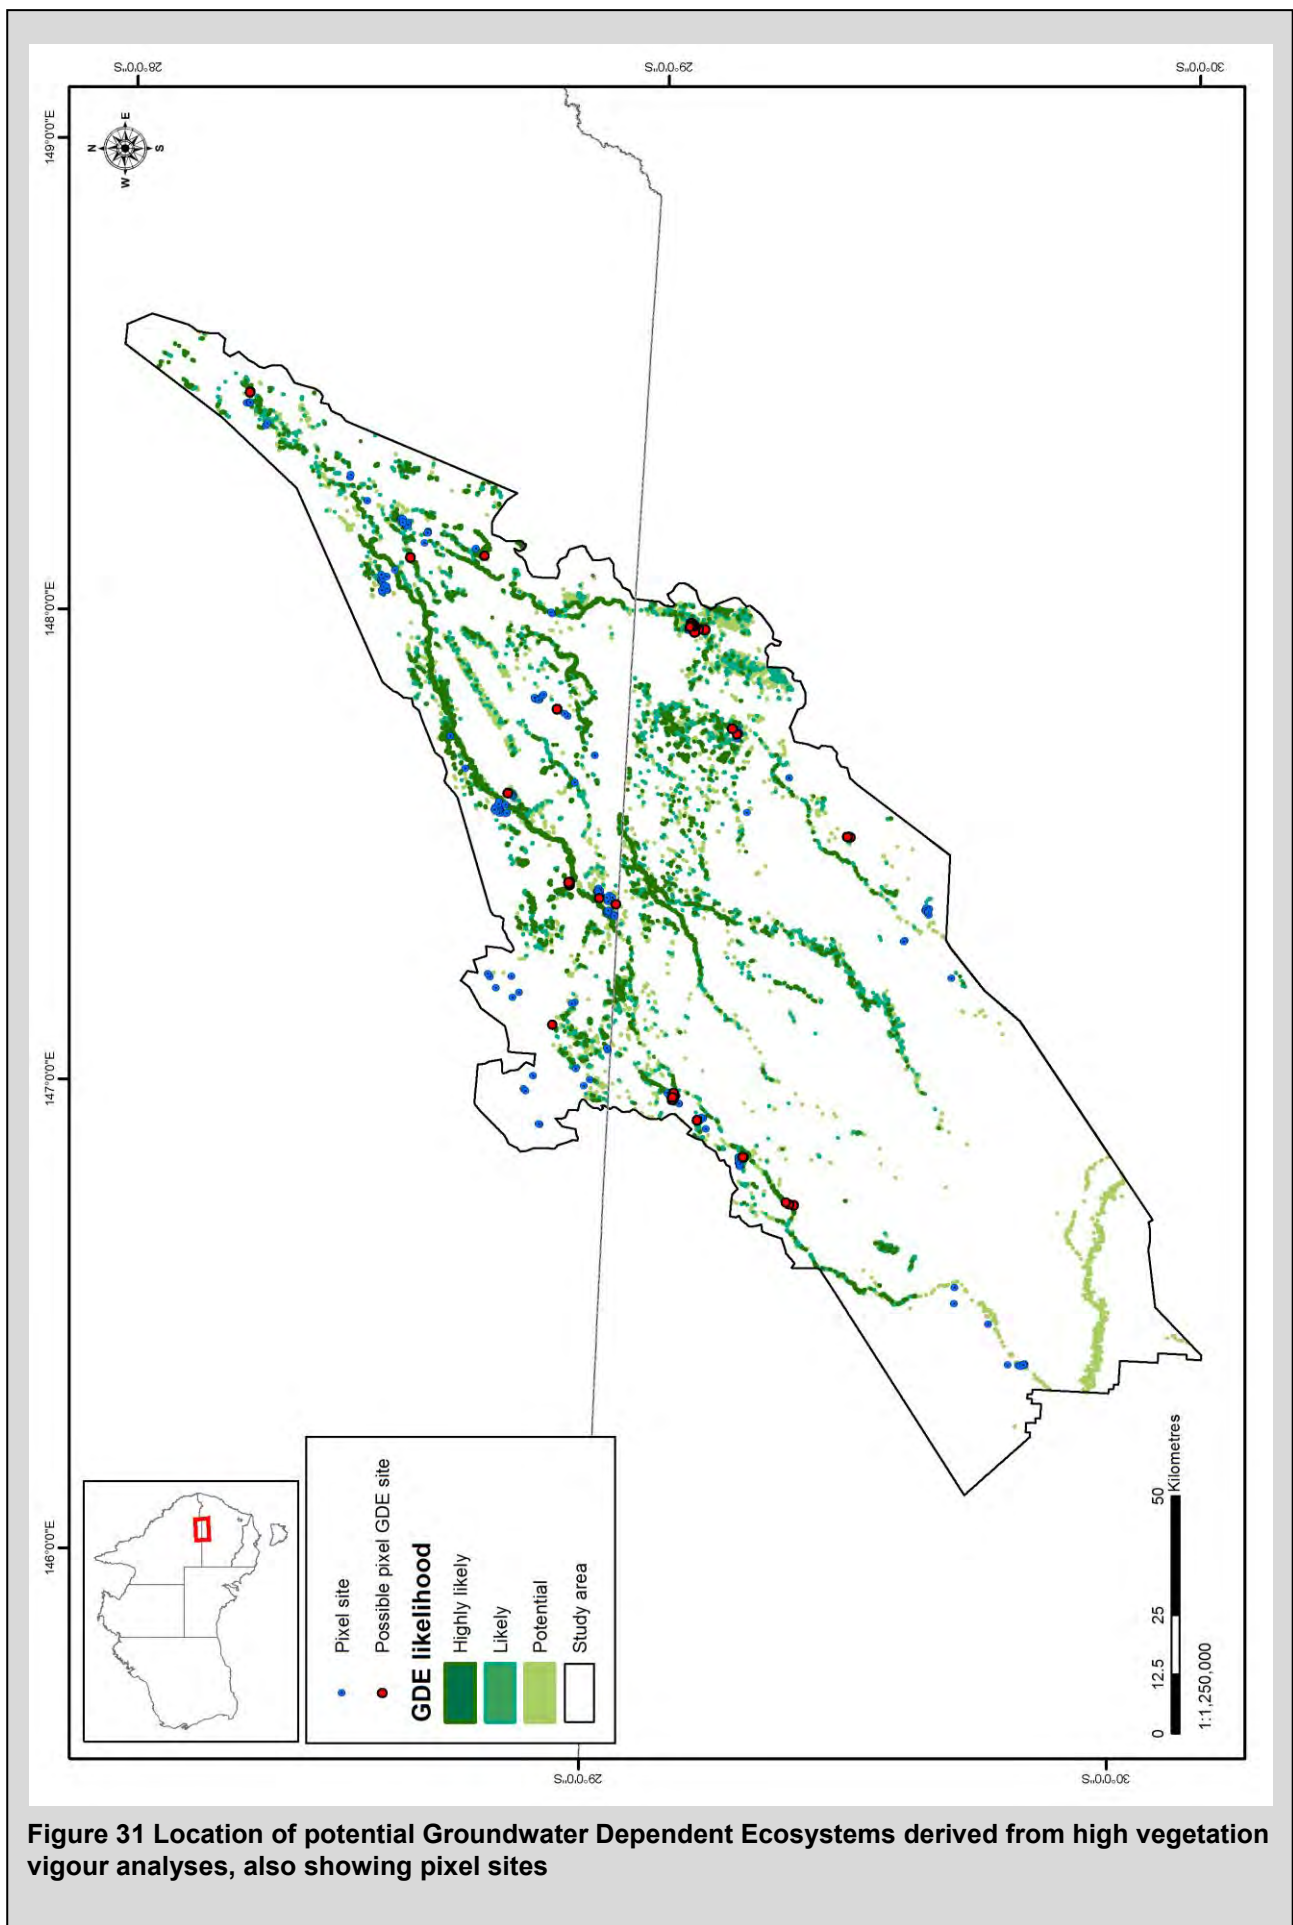 149°0'0"E
148°0'0"E
147°0'0"E
146°0'0"E
28°0'0"S
29°0'0"S
30°0'0"S
29°0'0"S
30°0'0"S
N
E
S
W
Pixel site
Possible pixel GDE site
GDE likelihood
Highly likely
Likely
Potential
Study area
0 12.5 25 50
Kilometres
1:1,250,000
Figure 31 Location of potential Groundwater Dependent Ecosystems derived from high vegetation
vigour analyses, also showing pixel sites